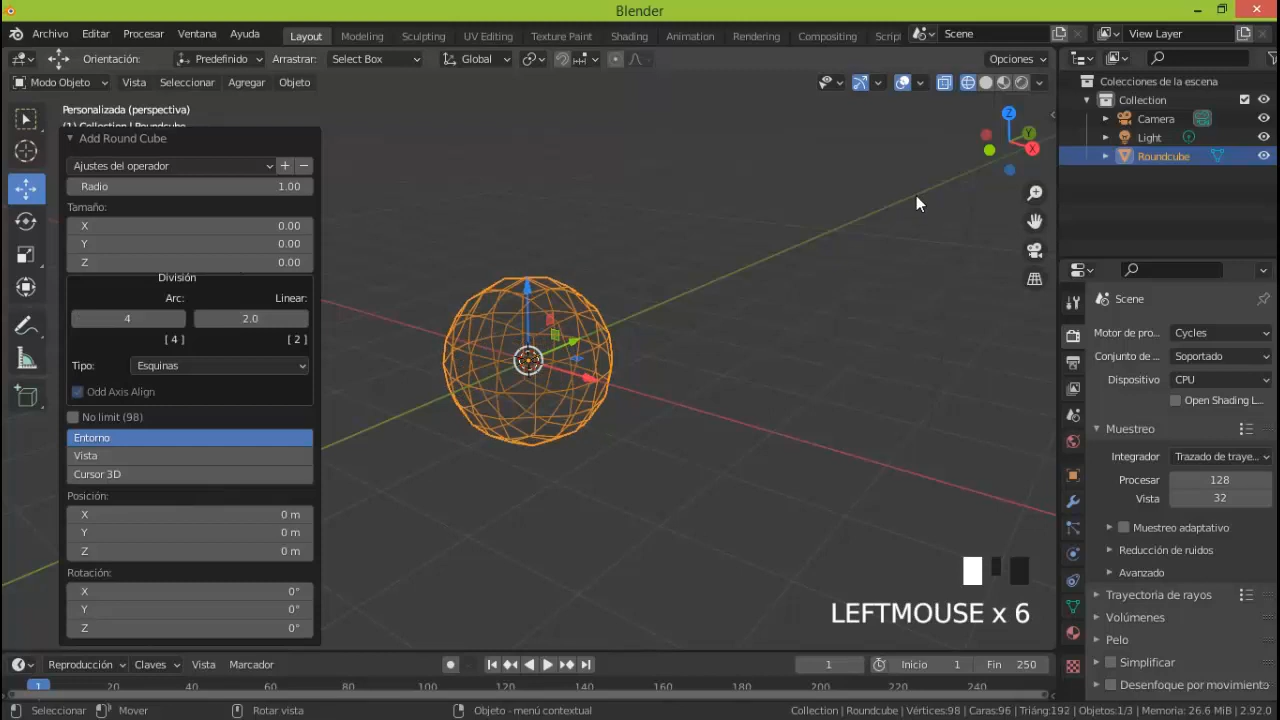 Blender
Archivo Editar Procesar Ventana Ayuda Layout Modeling Sculpting UV Editing Texture Paint Shading Animation Rendering Compositing Script Scene View Layer
Orientación: Predefinido Arrastrar: Select Box Global Opciones
Modo Objeto Vista Seleccionar Agregar Objeto
Personalizada (perspectiva)
(1) Collection | Roundcube
Add Round Cube
Ajustes del operador
Radio 1.00
Tamaño:
X 0.00
Y 0.00
Z 0.00
División
Arc: Linear:
4 2.0
[ 4 ] [ 2 ]
Tipo: Esquinas
Odd Axis Align
No limit (98)
Entorno
Vista
Cursor 3D
Posición:
X 0 m
Y 0 m
Z 0 m
Rotación:
X 0°
Y 0°
Z 0°
Z
Y
X
LEFTMOUSE x 6
Colecciones de la escena
Collection
Camera
Light
Roundcube
Scene
Motor de pro... Cycles
Conjunto de ... Soportado
Dispositivo CPU
Open Shading L...
Muestreo
Integrador Trazado de traye...
Procesar 128
Vista 32
Muestreo adaptativo
Reducción de ruidos
Avanzado
Trayectoria de rayos
Volúmenes
Pelo
Simplificar
Desenfoque por movimiento
Reproducción Claves Vista Marcador 1 Inicio 1 Fin 250
1 20 40 60 80 100 120 140 160 180 200 220 240
Seleccionar Mover Rotar vista Objeto - menú contextual Collection | Roundcube | Vértices:98 | Caras:96 | Triáng:192 | Objetos:1/3 | Memoria: 26.6 MiB | 2.92.0